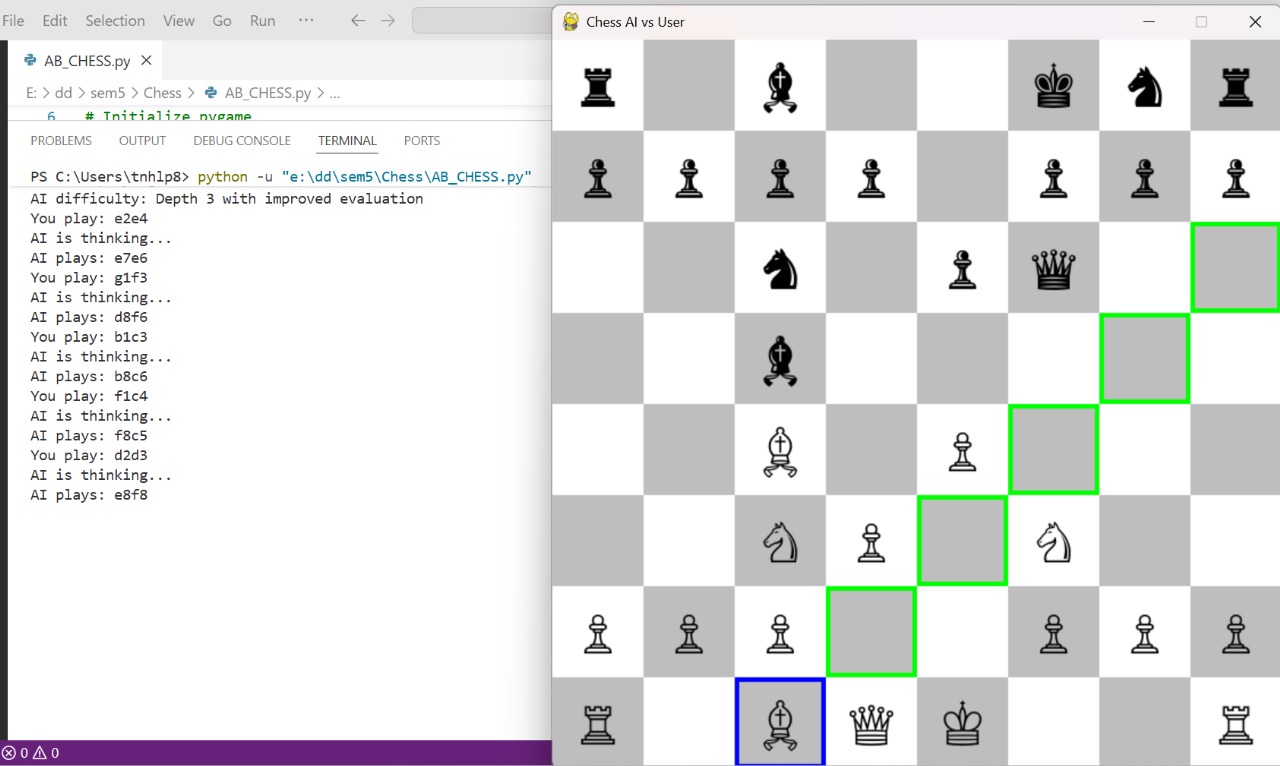 File Edit Selection View Go Run ···
Chess AI vs User
AB_CHESS.py
E: > dd > sem5 > Chess > AB_CHESS.py > ...
6 # Initialize pygame
PROBLEMS OUTPUT DEBUG CONSOLE TERMINAL PORTS
PS C:\Users\tnhlp8> python -u "e:\dd\sem5\Chess\AB_CHESS.py"
AI difficulty: Depth 3 with improved evaluation
You play: e2e4
AI is thinking...
AI plays: e7e6
You play: g1f3
AI is thinking...
AI plays: d8f6
You play: b1c3
AI is thinking...
AI plays: b8c6
You play: f1c4
AI is thinking...
AI plays: f8c5
You play: d2d3
AI is thinking...
AI plays: e8f8
0 0